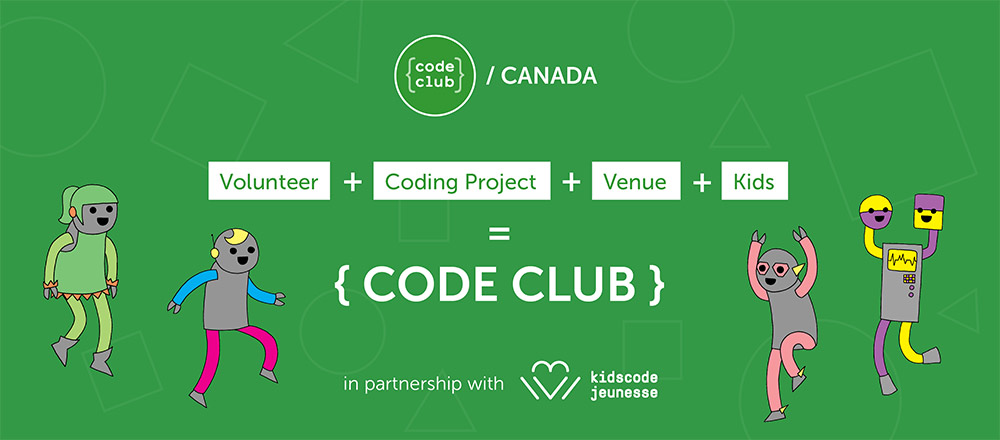 {code
club}
/ CANADA
Volunteer + Coding Project + Venue + Kids
=
{ CODE CLUB }
in partnership with
kidscode
jeunesse